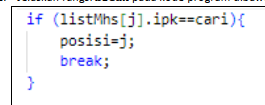 if (listMhs[j].ipk==cari){
posisi=j;
break;
}